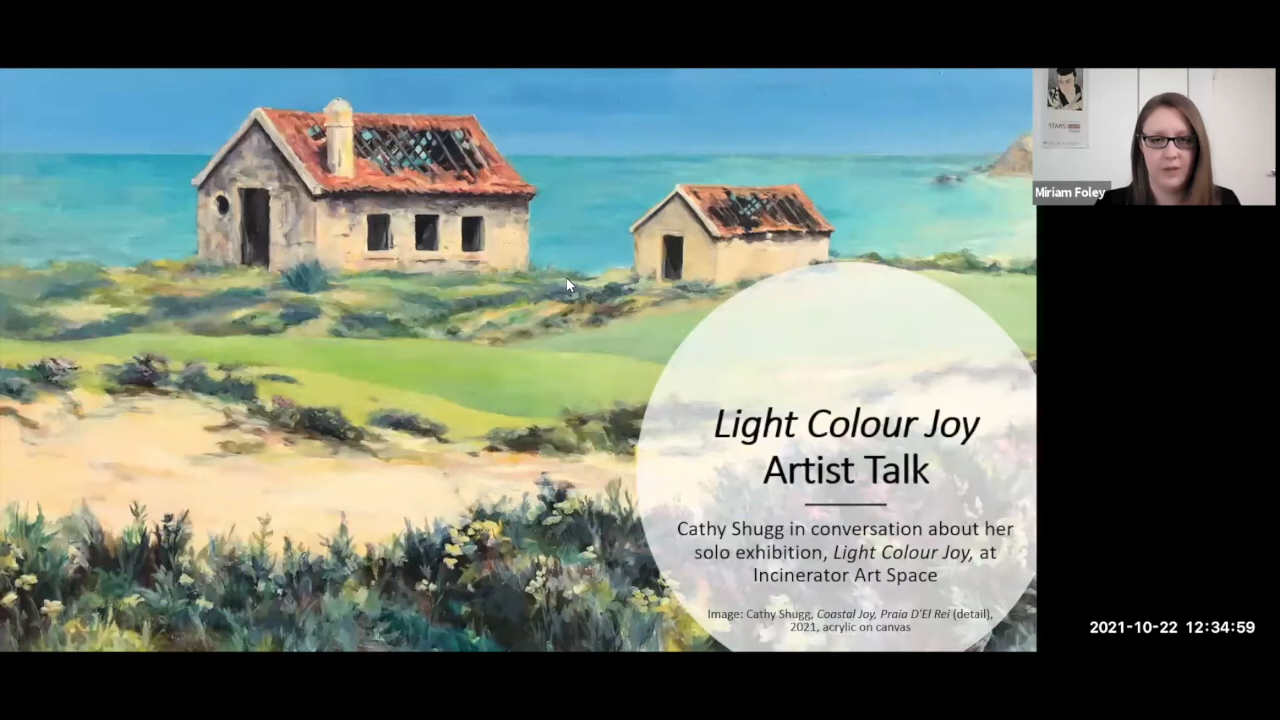 STARS
Miriam Foley
Light Colour Joy
Artist Talk
Cathy Shugg in conversation about her
solo exhibition, Light Colour Joy, at
Incinerator Art Space
Image: Cathy Shugg, Coastal Joy, Praia D'El Rei (detail),
2021, acrylic on canvas
2021-10-22 12:34:59